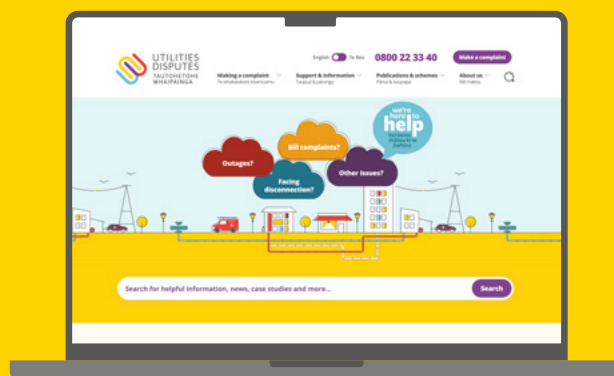 UTILITIES
DISPUTES
TAUTOHETOHE
WHAIPAINGA
English Te Reo 0800 22 33 40 Make a complaint
Making a complaint Support & information Publications & schemes About us
Bill complaints?
we're
here to
help
Outages?
Other issues?
Facing
disconnection?
Search for helpful information, news, case studies and more... Search